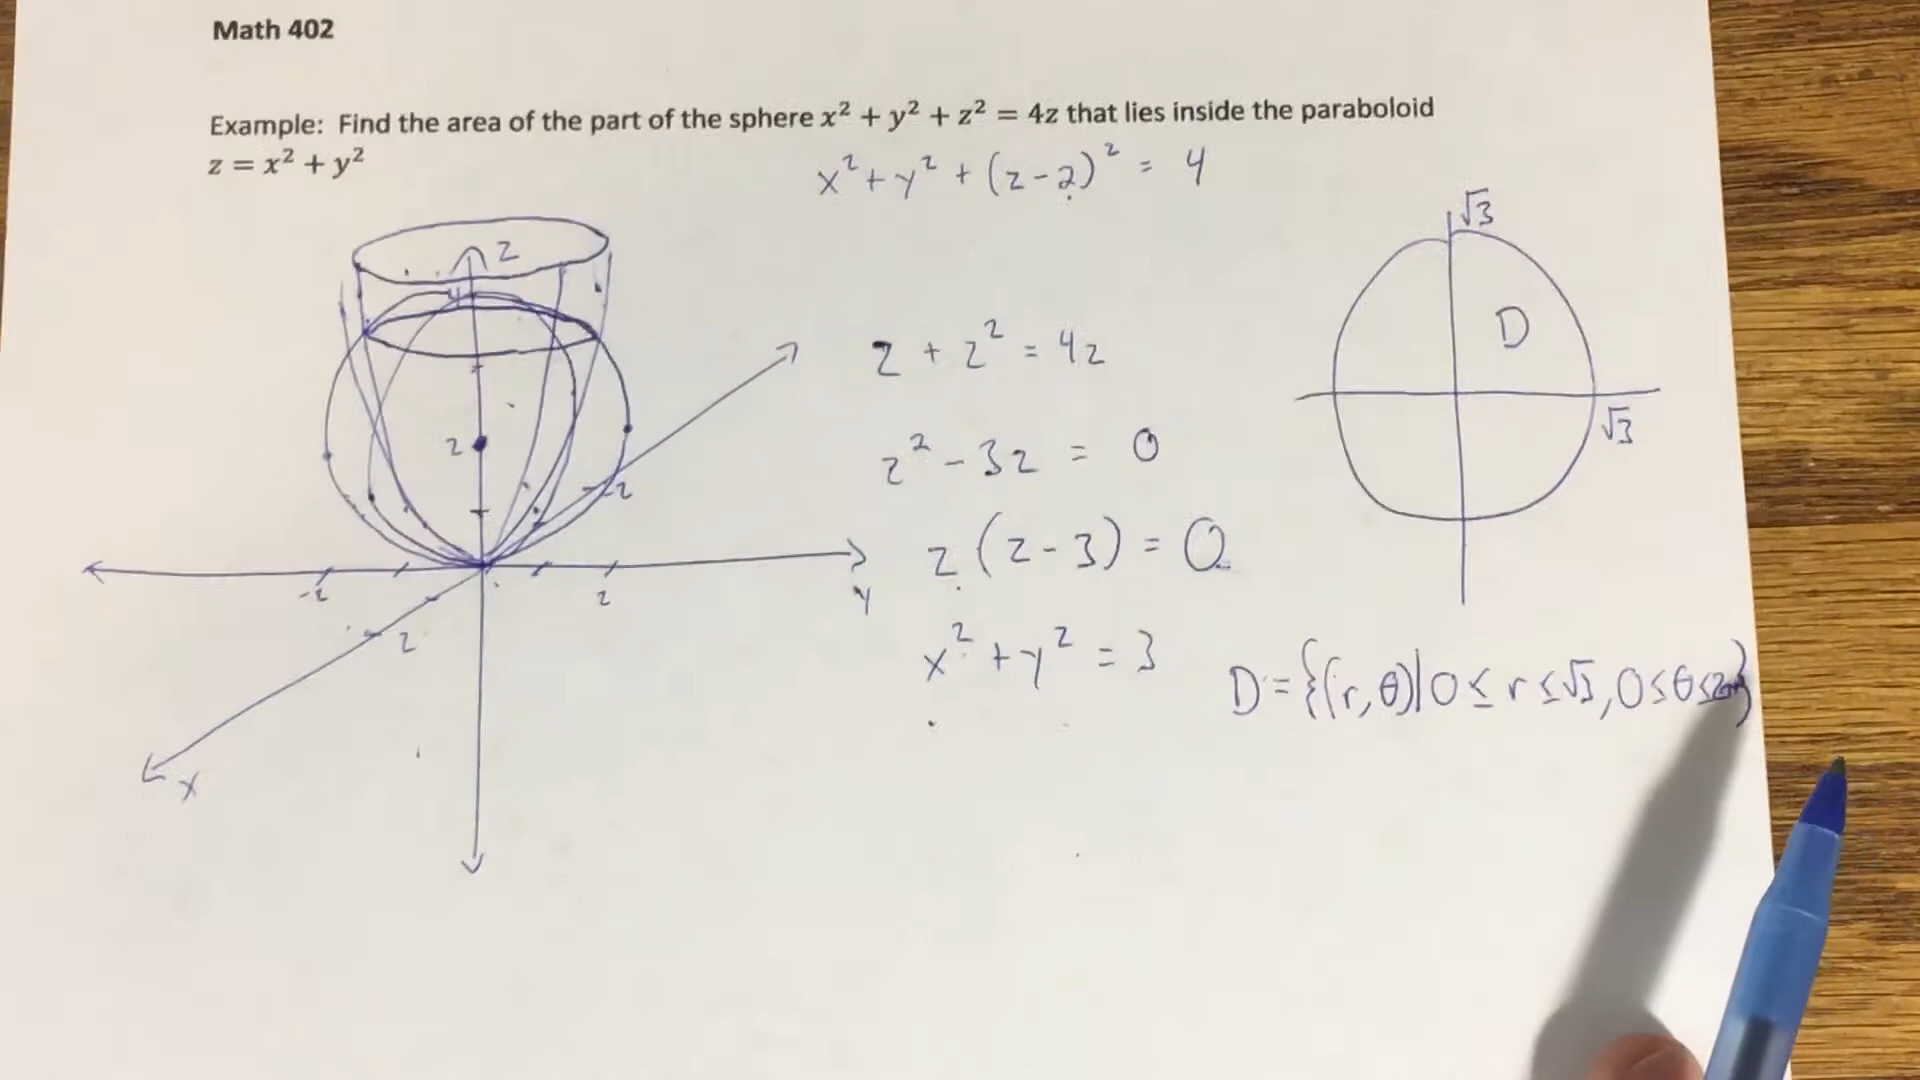 Math 402
Example: Find the area of the part of the sphere x² + y² + z² = 4z that lies inside the paraboloid
z = x² + y²
x² + y² + (z - 2)² = 4
z
4
2
2
-2
2
y
2
x
z + z² = 4z
z² - 3z = 0
z (z - 3) = 0
x² + y² = 3
√3
D
√3
D = {(r, θ) | 0 ≤ r ≤ √3, 0 ≤ θ ≤ 2π}